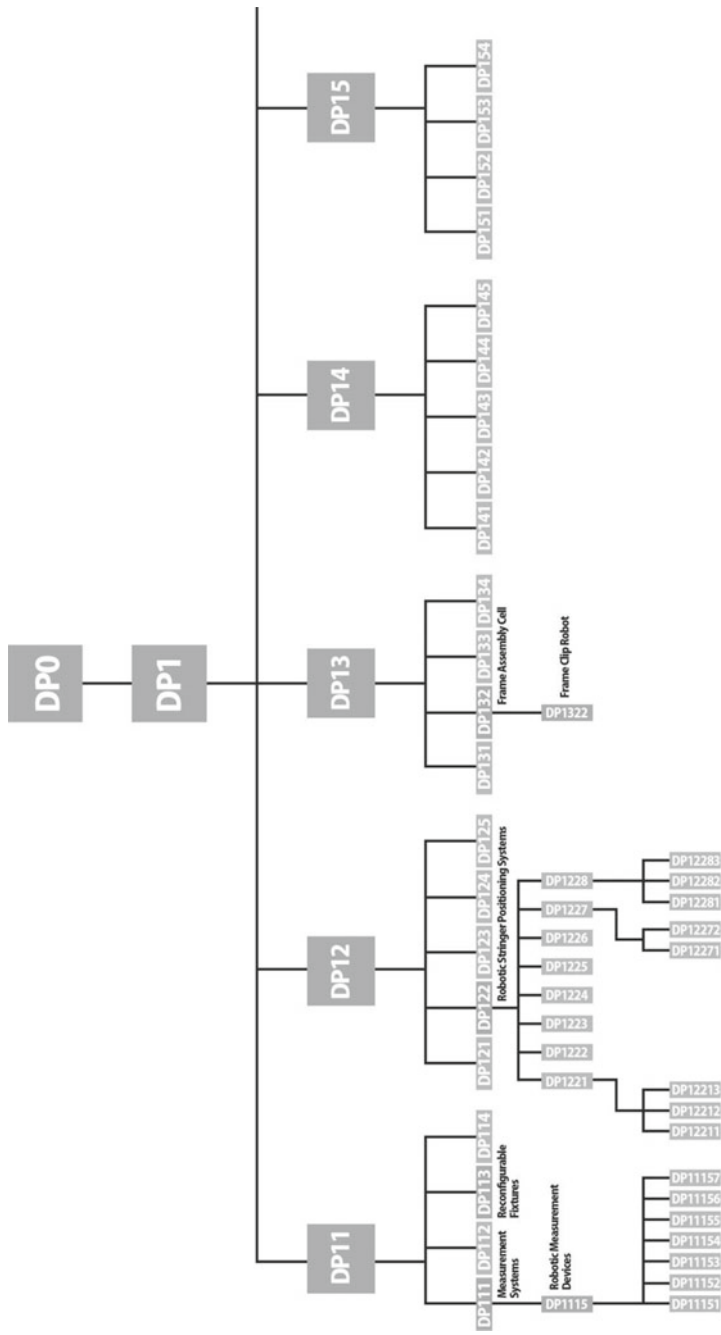 DP0
DP1
DP11
DP12
DP13
DP14
DP15
DP111
DP112
DP113
DP114
DP121
DP122
DP123
DP124
DP125
DP131
DP132
DP133
DP134
DP141
DP142
DP143
DP144
DP145
DP151
DP152
DP153
DP154
Measurement
Systems
Reconfigurable
Fixtures
Robotic Stringer Positioning Systems
Frame Assembly Cell
DP1115
Robotic Measurement
Devices
DP1221
DP1222
DP1223
DP1224
DP1225
DP1226
DP1227
DP1228
DP1322
Frame Clip Robot
DP11151
DP11152
DP11153
DP11154
DP11155
DP11156
DP11157
DP12211
DP12212
DP12213
DP12271
DP12272
DP12281
DP12282
DP12283